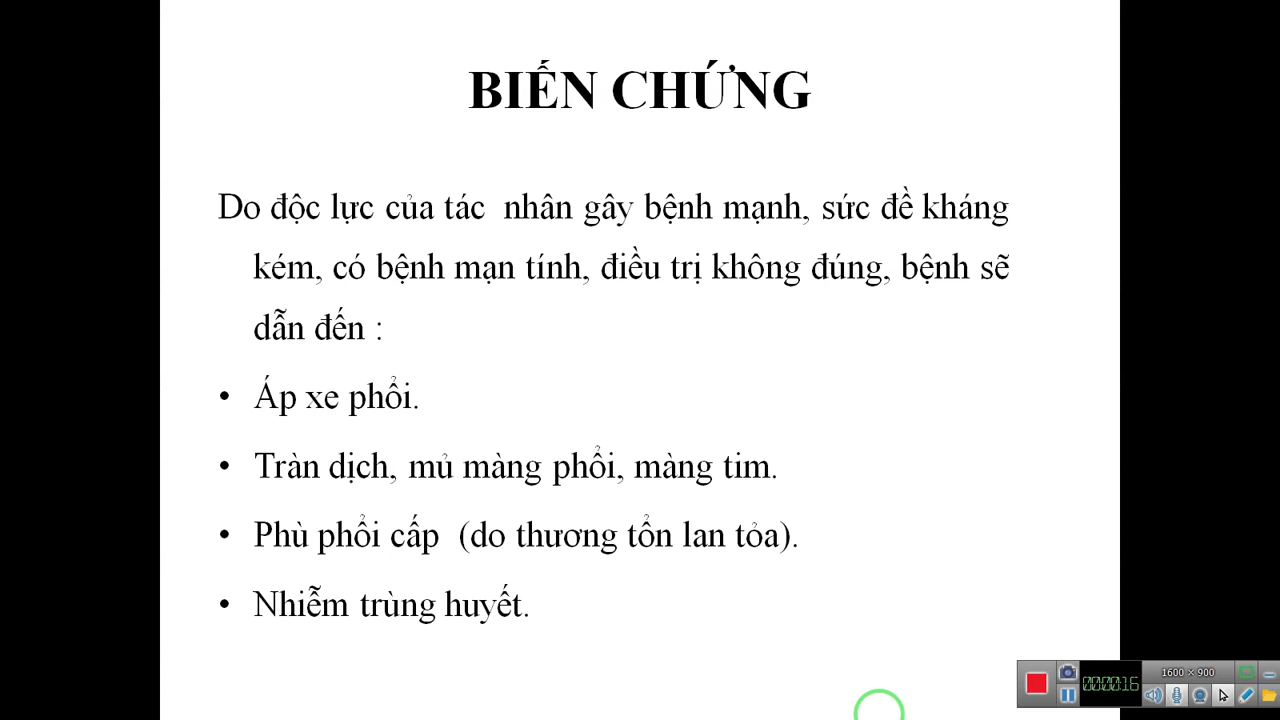 BIẾN CHỨNG
Do độc lực của tác nhân gây bệnh mạnh, sức đề kháng
kém, có bệnh mạn tính, điều trị không đúng, bệnh sẽ
dẫn đến :
• Áp xe phổi.
• Tràn dịch, mủ màng phổi, màng tim.
• Phù phổi cấp (do thương tổn lan tỏa).
• Nhiễm trùng huyết.
1600 × 900
000016